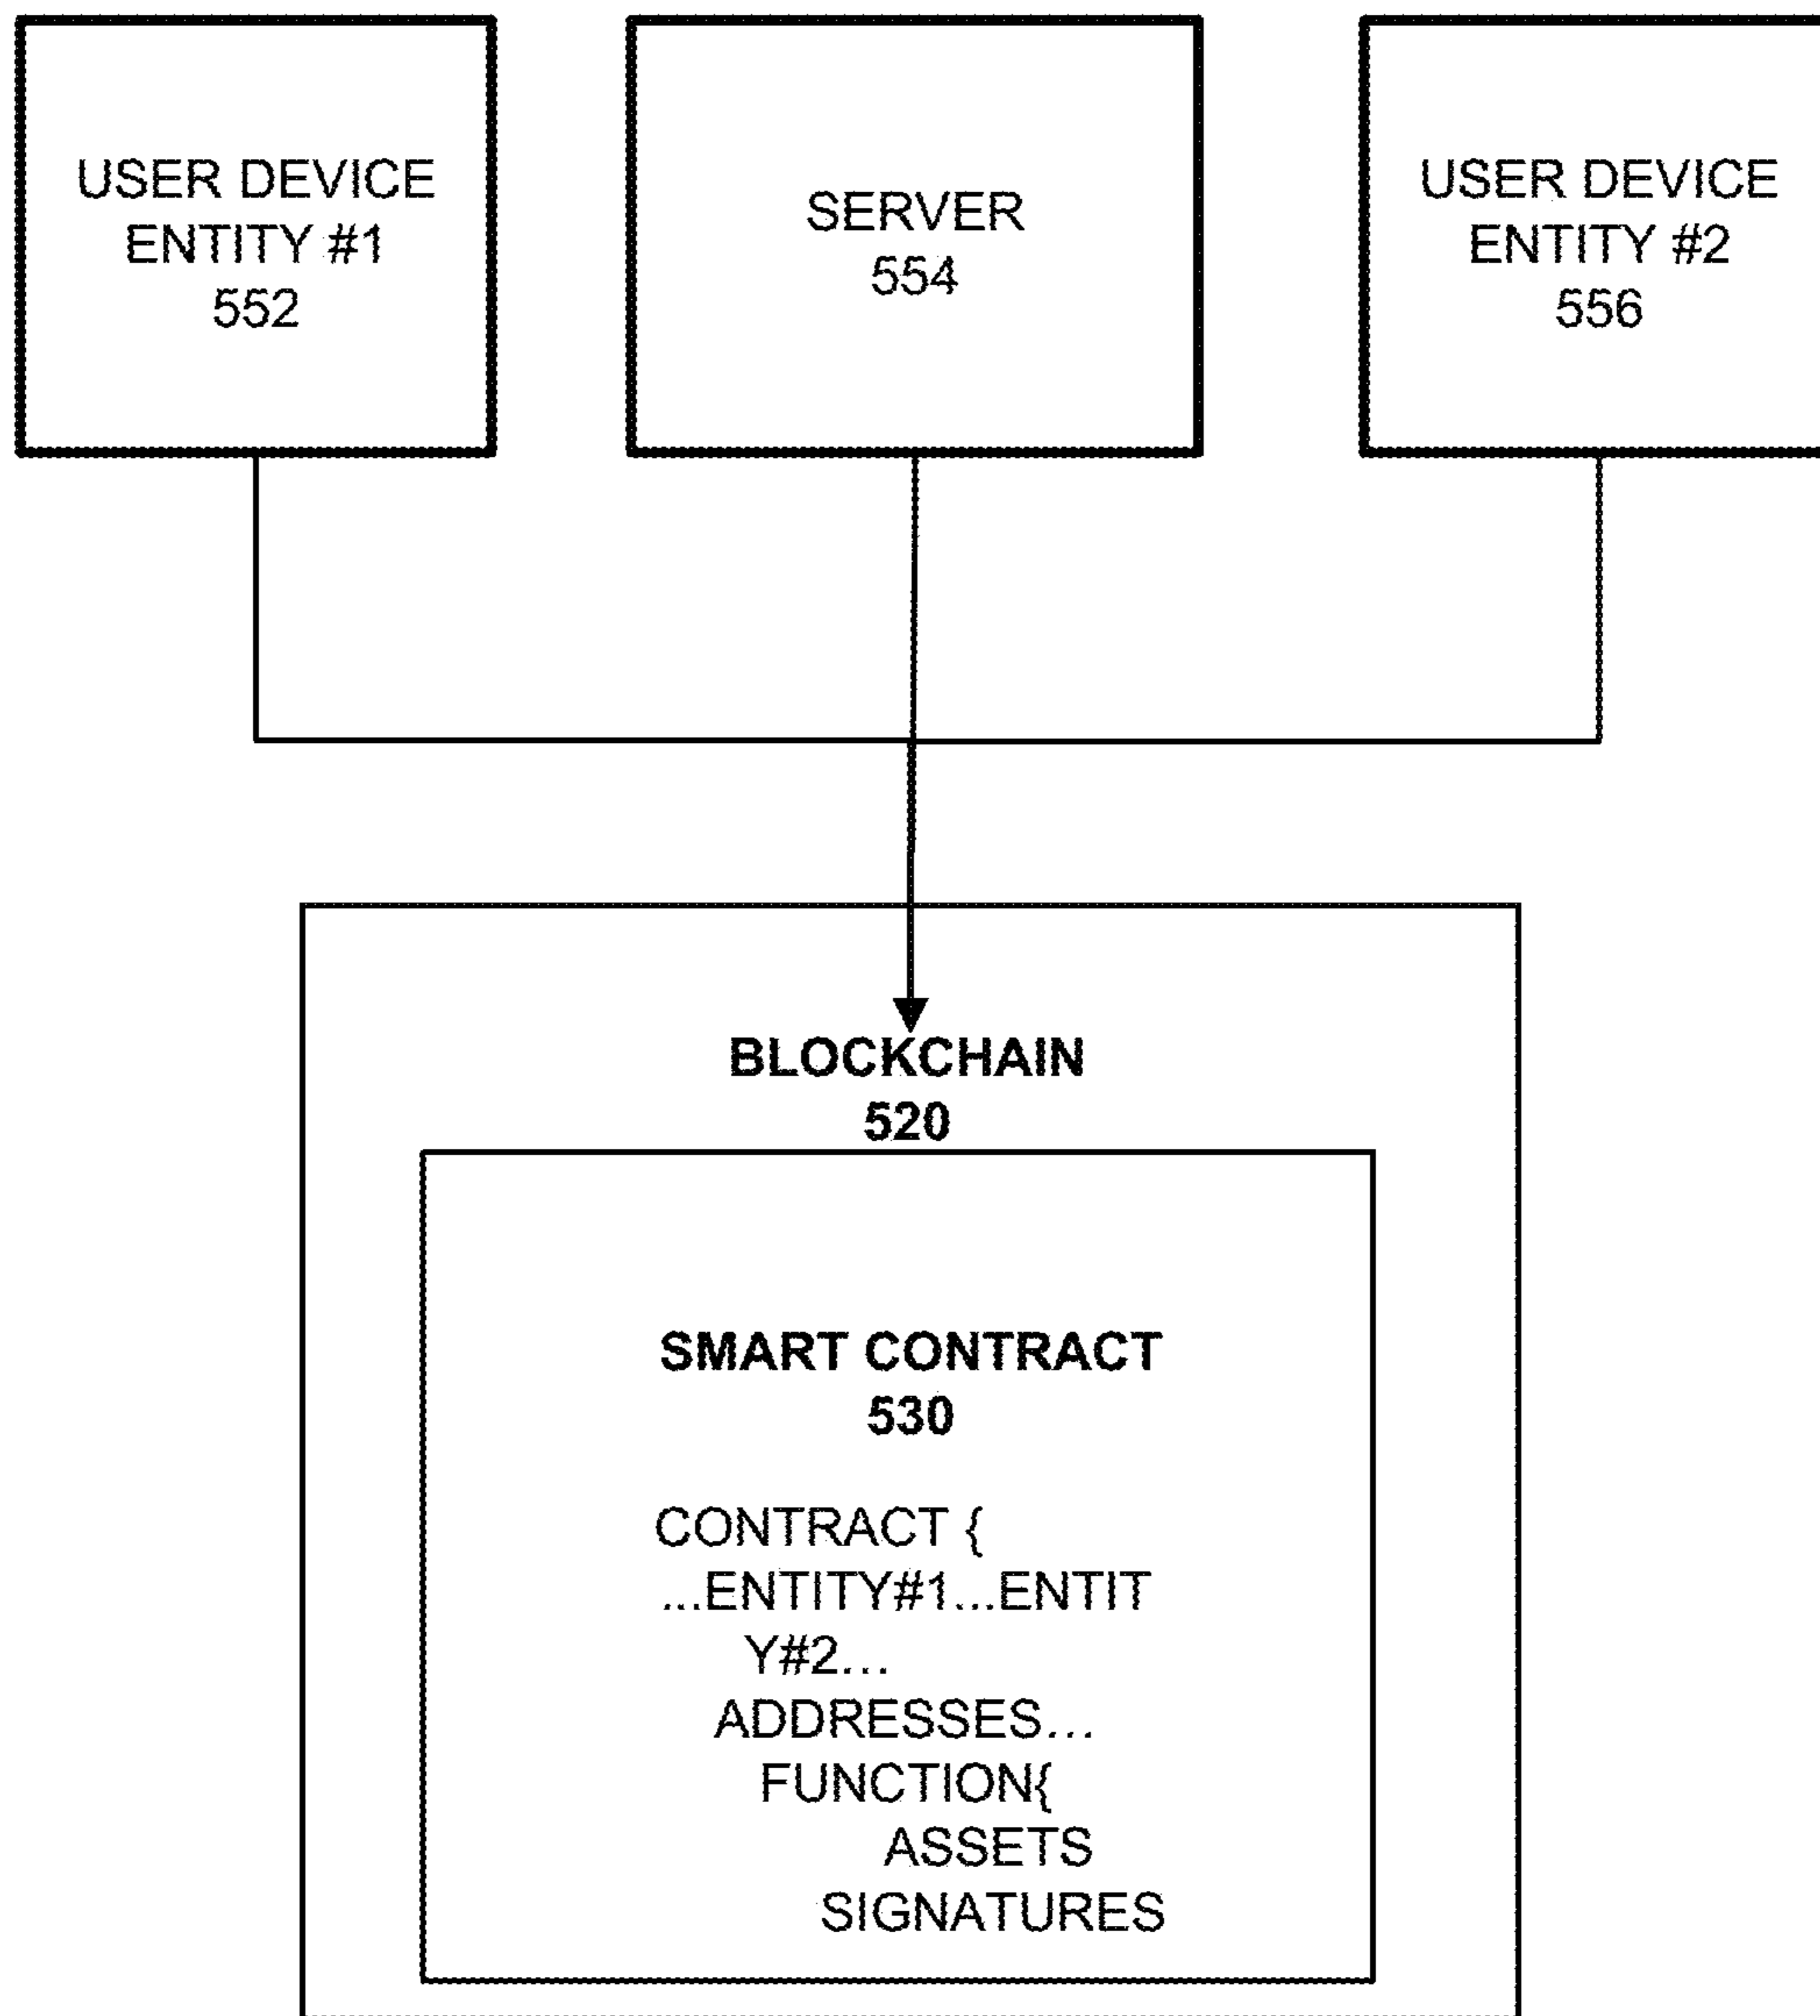 USER DEVICE
ENTITY #1
552
SERVER
554
USER DEVICE
ENTITY #2
556
BLOCKCHAIN
520
SMART CONTRACT
530
CONTRACT {
...ENTITY#1...ENTIT
Y#2...
ADDRESSES...
FUNCTION{
ASSETS
SIGNATURES